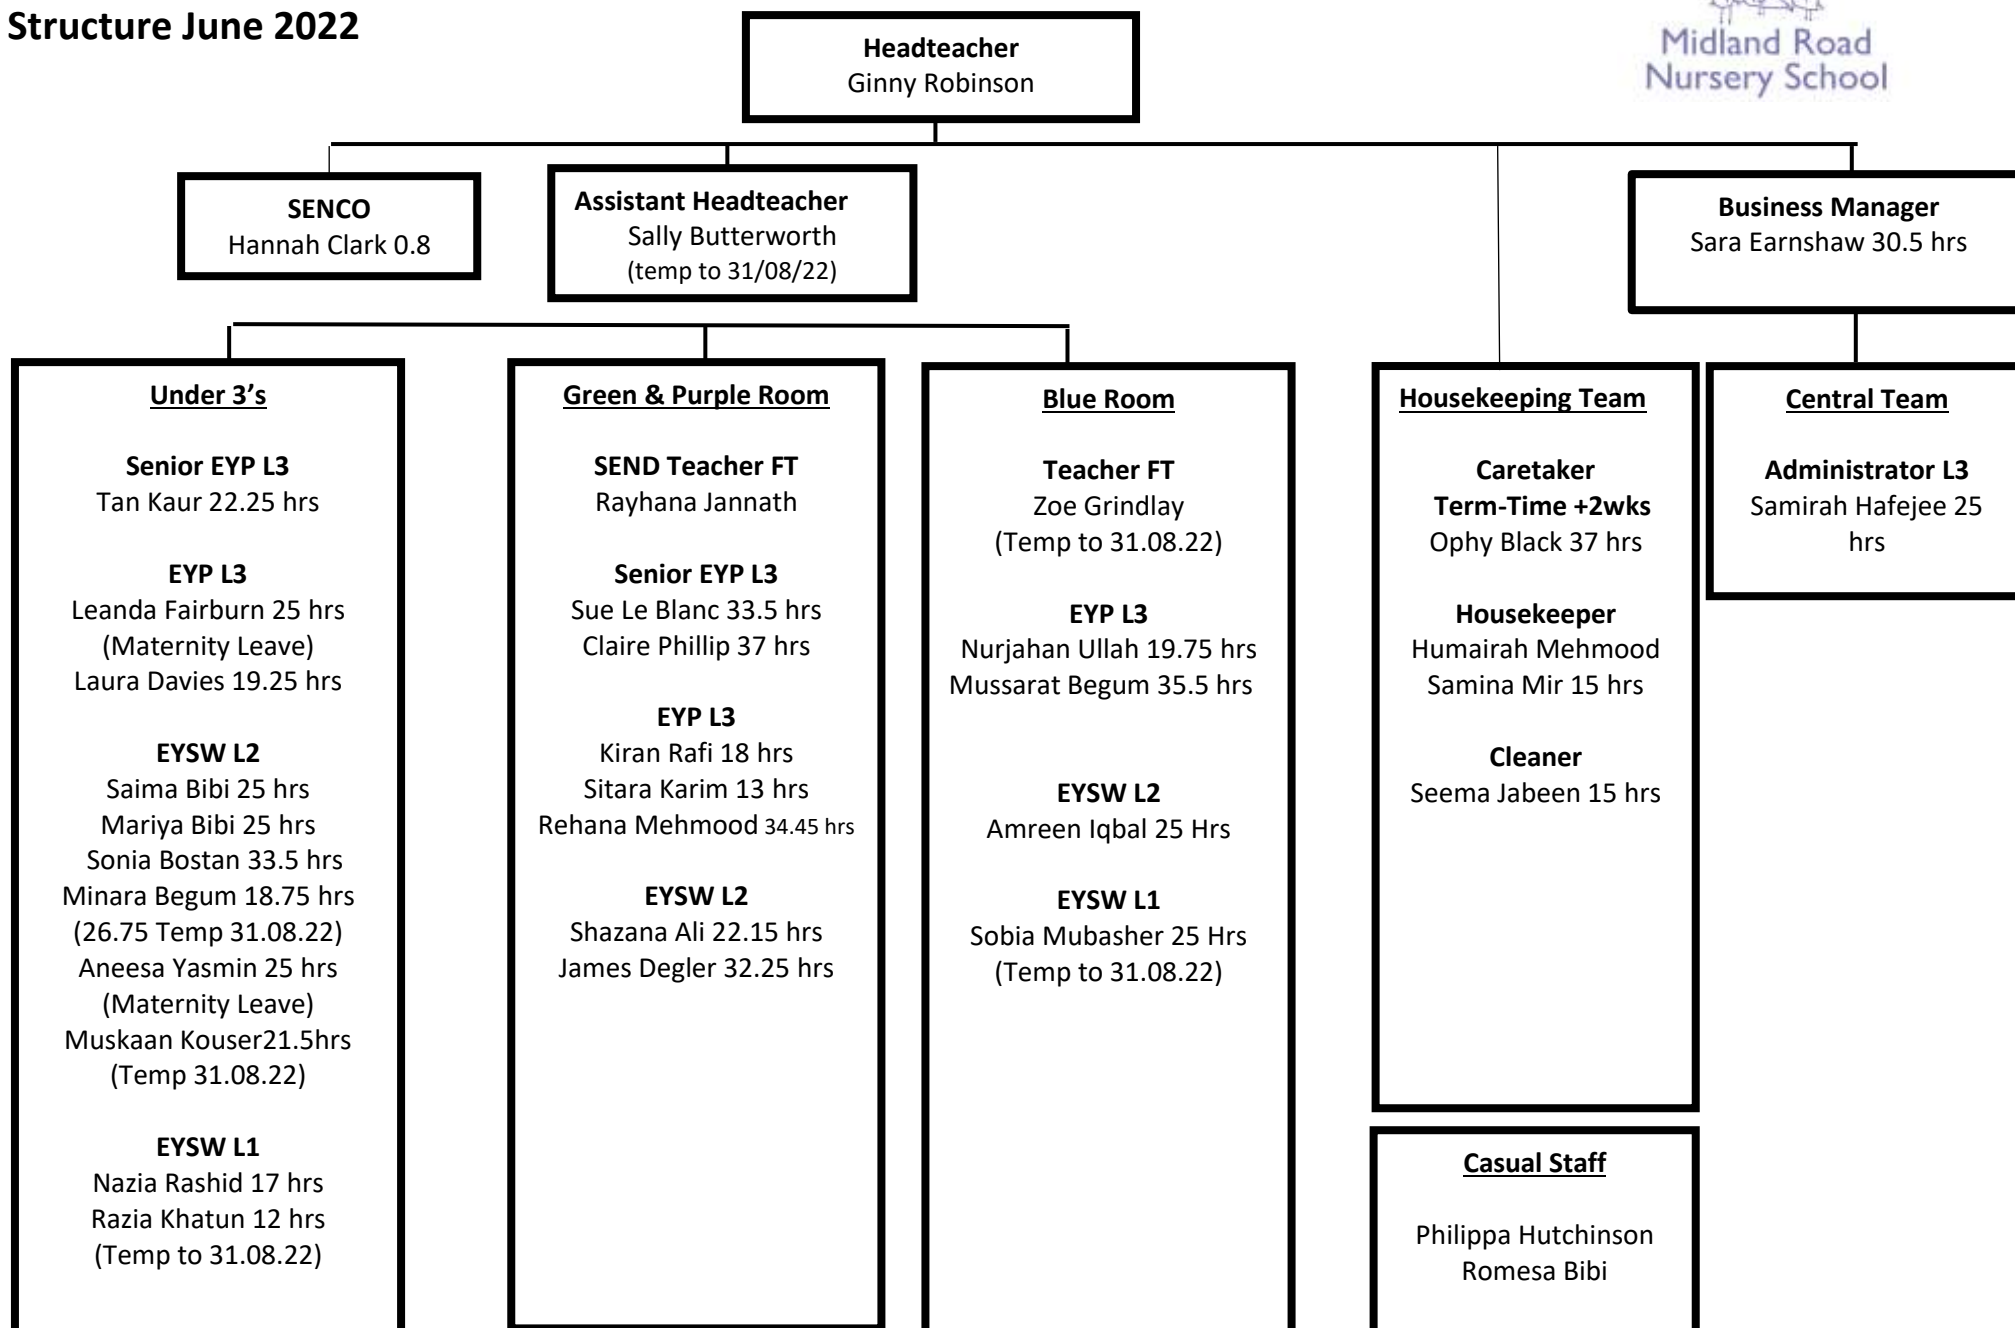 Structure June 2022
Midland Road
Nursery School
Headteacher
Ginny Robinson
SENCO
Hannah Clark 0.8
Assistant Headteacher
Sally Butterworth
(temp to 31/08/22)
Business Manager
Sara Earnshaw 30.5 hrs
Under 3’s
Senior EYP L3
Tan Kaur 22.25 hrs
EYP L3
Leanda Fairburn 25 hrs
(Maternity Leave)
Laura Davies 19.25 hrs
EYSW L2
Saima Bibi 25 hrs
Mariya Bibi 25 hrs
Sonia Bostan 33.5 hrs
Minara Begum 18.75 hrs
(26.75 Temp 31.08.22)
Aneesa Yasmin 25 hrs
(Maternity Leave)
Muskaan Kouser21.5hrs
(Temp 31.08.22)
EYSW L1
Nazia Rashid 17 hrs
Razia Khatun 12 hrs
(Temp to 31.08.22)
Green & Purple Room
SEND Teacher FT
Rayhana Jannath
Senior EYP L3
Sue Le Blanc 33.5 hrs
Claire Phillip 37 hrs
EYP L3
Kiran Rafi 18 hrs
Sitara Karim 13 hrs
Rehana Mehmood 34.45 hrs
EYSW L2
Shazana Ali 22.15 hrs
James Degler 32.25 hrs
Blue Room
Teacher FT
Zoe Grindlay
(Temp to 31.08.22)
EYP L3
Nurjahan Ullah 19.75 hrs
Mussarat Begum 35.5 hrs
EYSW L2
Amreen Iqbal 25 Hrs
EYSW L1
Sobia Mubasher 25 Hrs
(Temp to 31.08.22)
Housekeeping Team
Caretaker
Term-Time +2wks
Ophy Black 37 hrs
Housekeeper
Humairah Mehmood
Samina Mir 15 hrs
Cleaner
Seema Jabeen 15 hrs
Central Team
Administrator L3
Samirah Hafejee 25
hrs
Casual Staff
Philippa Hutchinson
Romesa Bibi